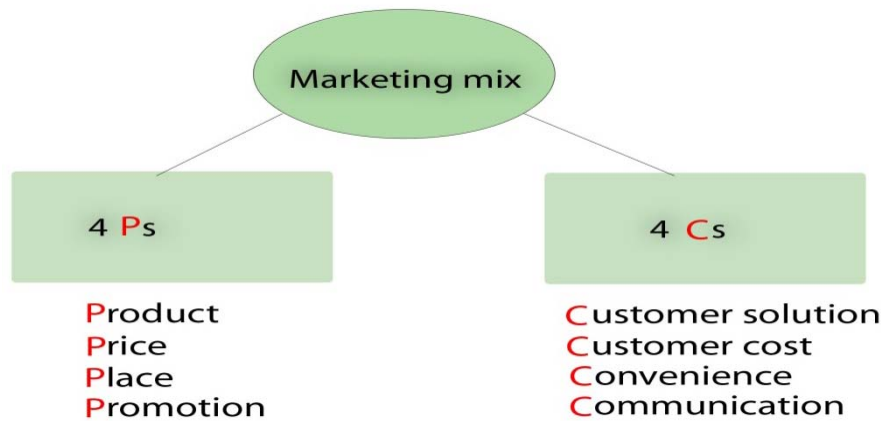 Marketing mix
4 Ps
Product
Price
Place
Promotion
4 Cs
Customer solution
Customer cost
Convenience
Communication